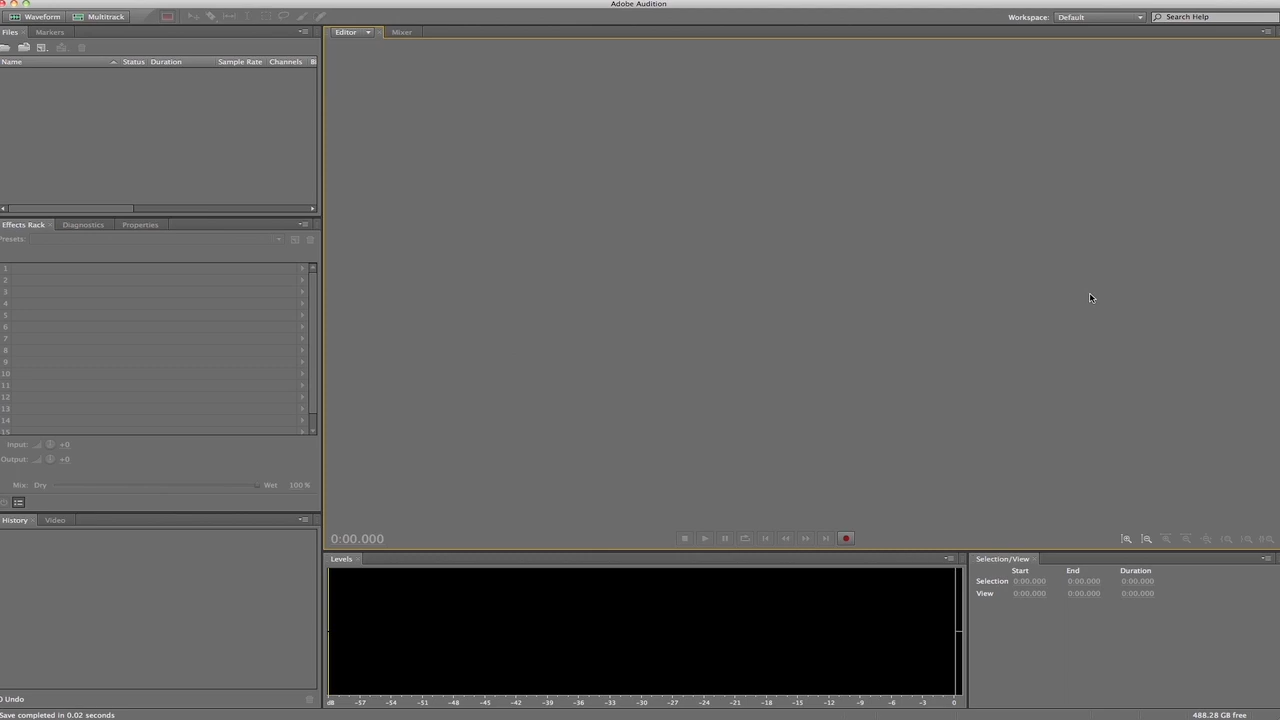 Adobe Audition
Waveform Multitrack Workspace: Default Search Help
Files Markers Editor Mixer
Name Status Duration Sample Rate Channels Bi
Effects Rack Diagnostics Properties
Presets:
1
2
3
4
5
6
7
8
9
10
11
12
13
14
15
Input: +0
Output: +0
Mix: Dry Wet 100 %
History Video
0:00.000
Levels
Selection/View
Start End Duration
Selection 0:00.000 0:00.000 0:00.000
View 0:00.000 0:00.000 0:00.000
dB -57 -54 -51 -48 -45 -42 -39 -36 -33 -30 -27 -24 -21 -18 -15 -12 -9 -6 -3 0
0 Undo
Save completed in 0.02 seconds 488.28 GB free